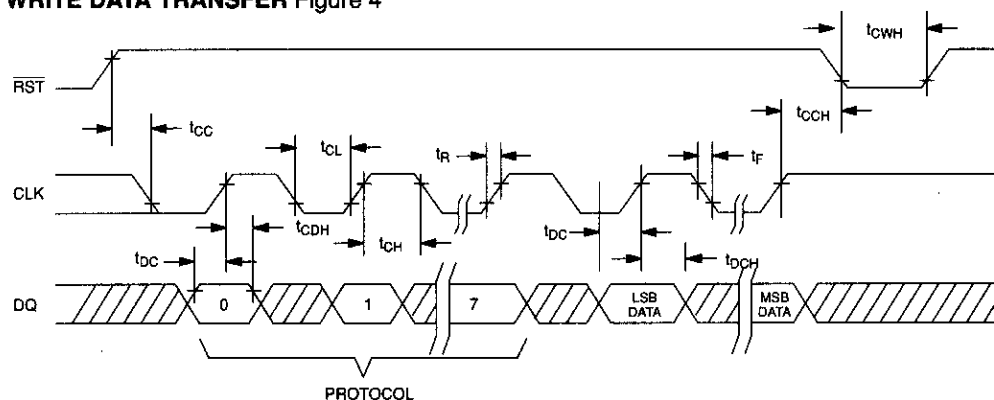 WRITE DATA TRANSFER Figure 4
tCWH
RST
tCC
tCCH
tCL
tR
tF
CLK
tCDH
tCH
tDC
tDC
tDCH
DQ
0
1
7
LSB
DATA
MSB
DATA
PROTOCOL